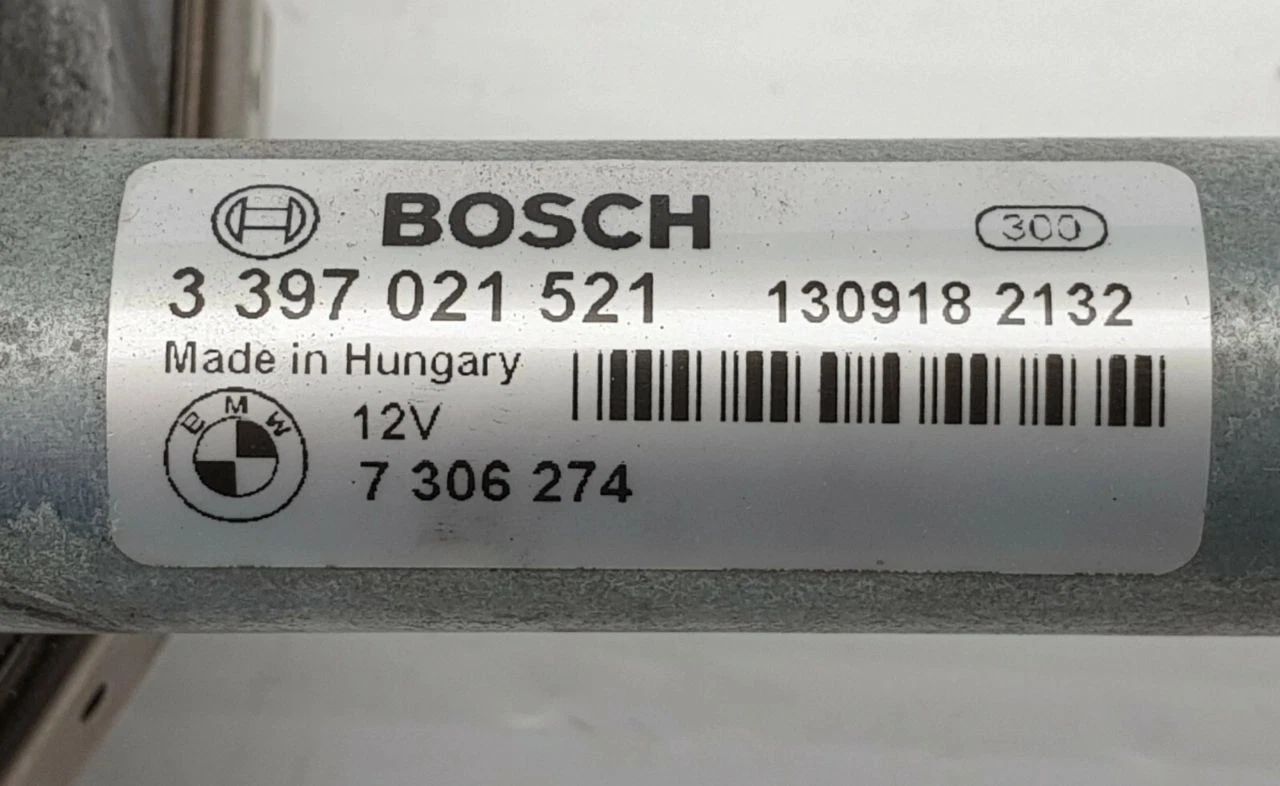 BOSCH 300
3 397 021 521 130918 2132
Made in Hungary
BMW 12V
7 306 274